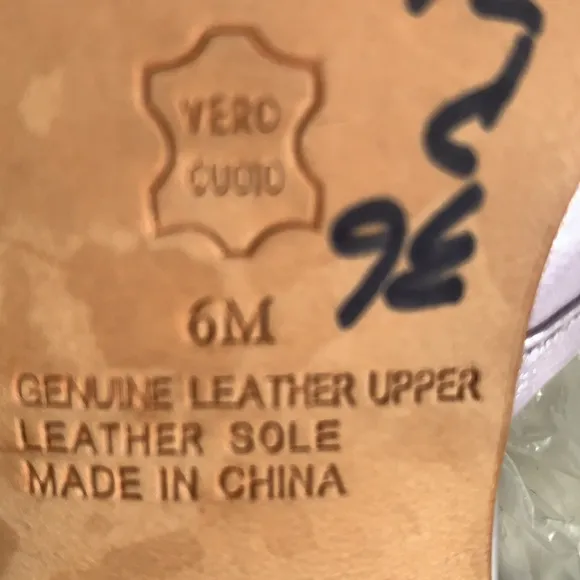 VERO
CUOIO
6M
GENUINE LEATHER UPPER
LEATHER SOLE
MADE IN CHINA